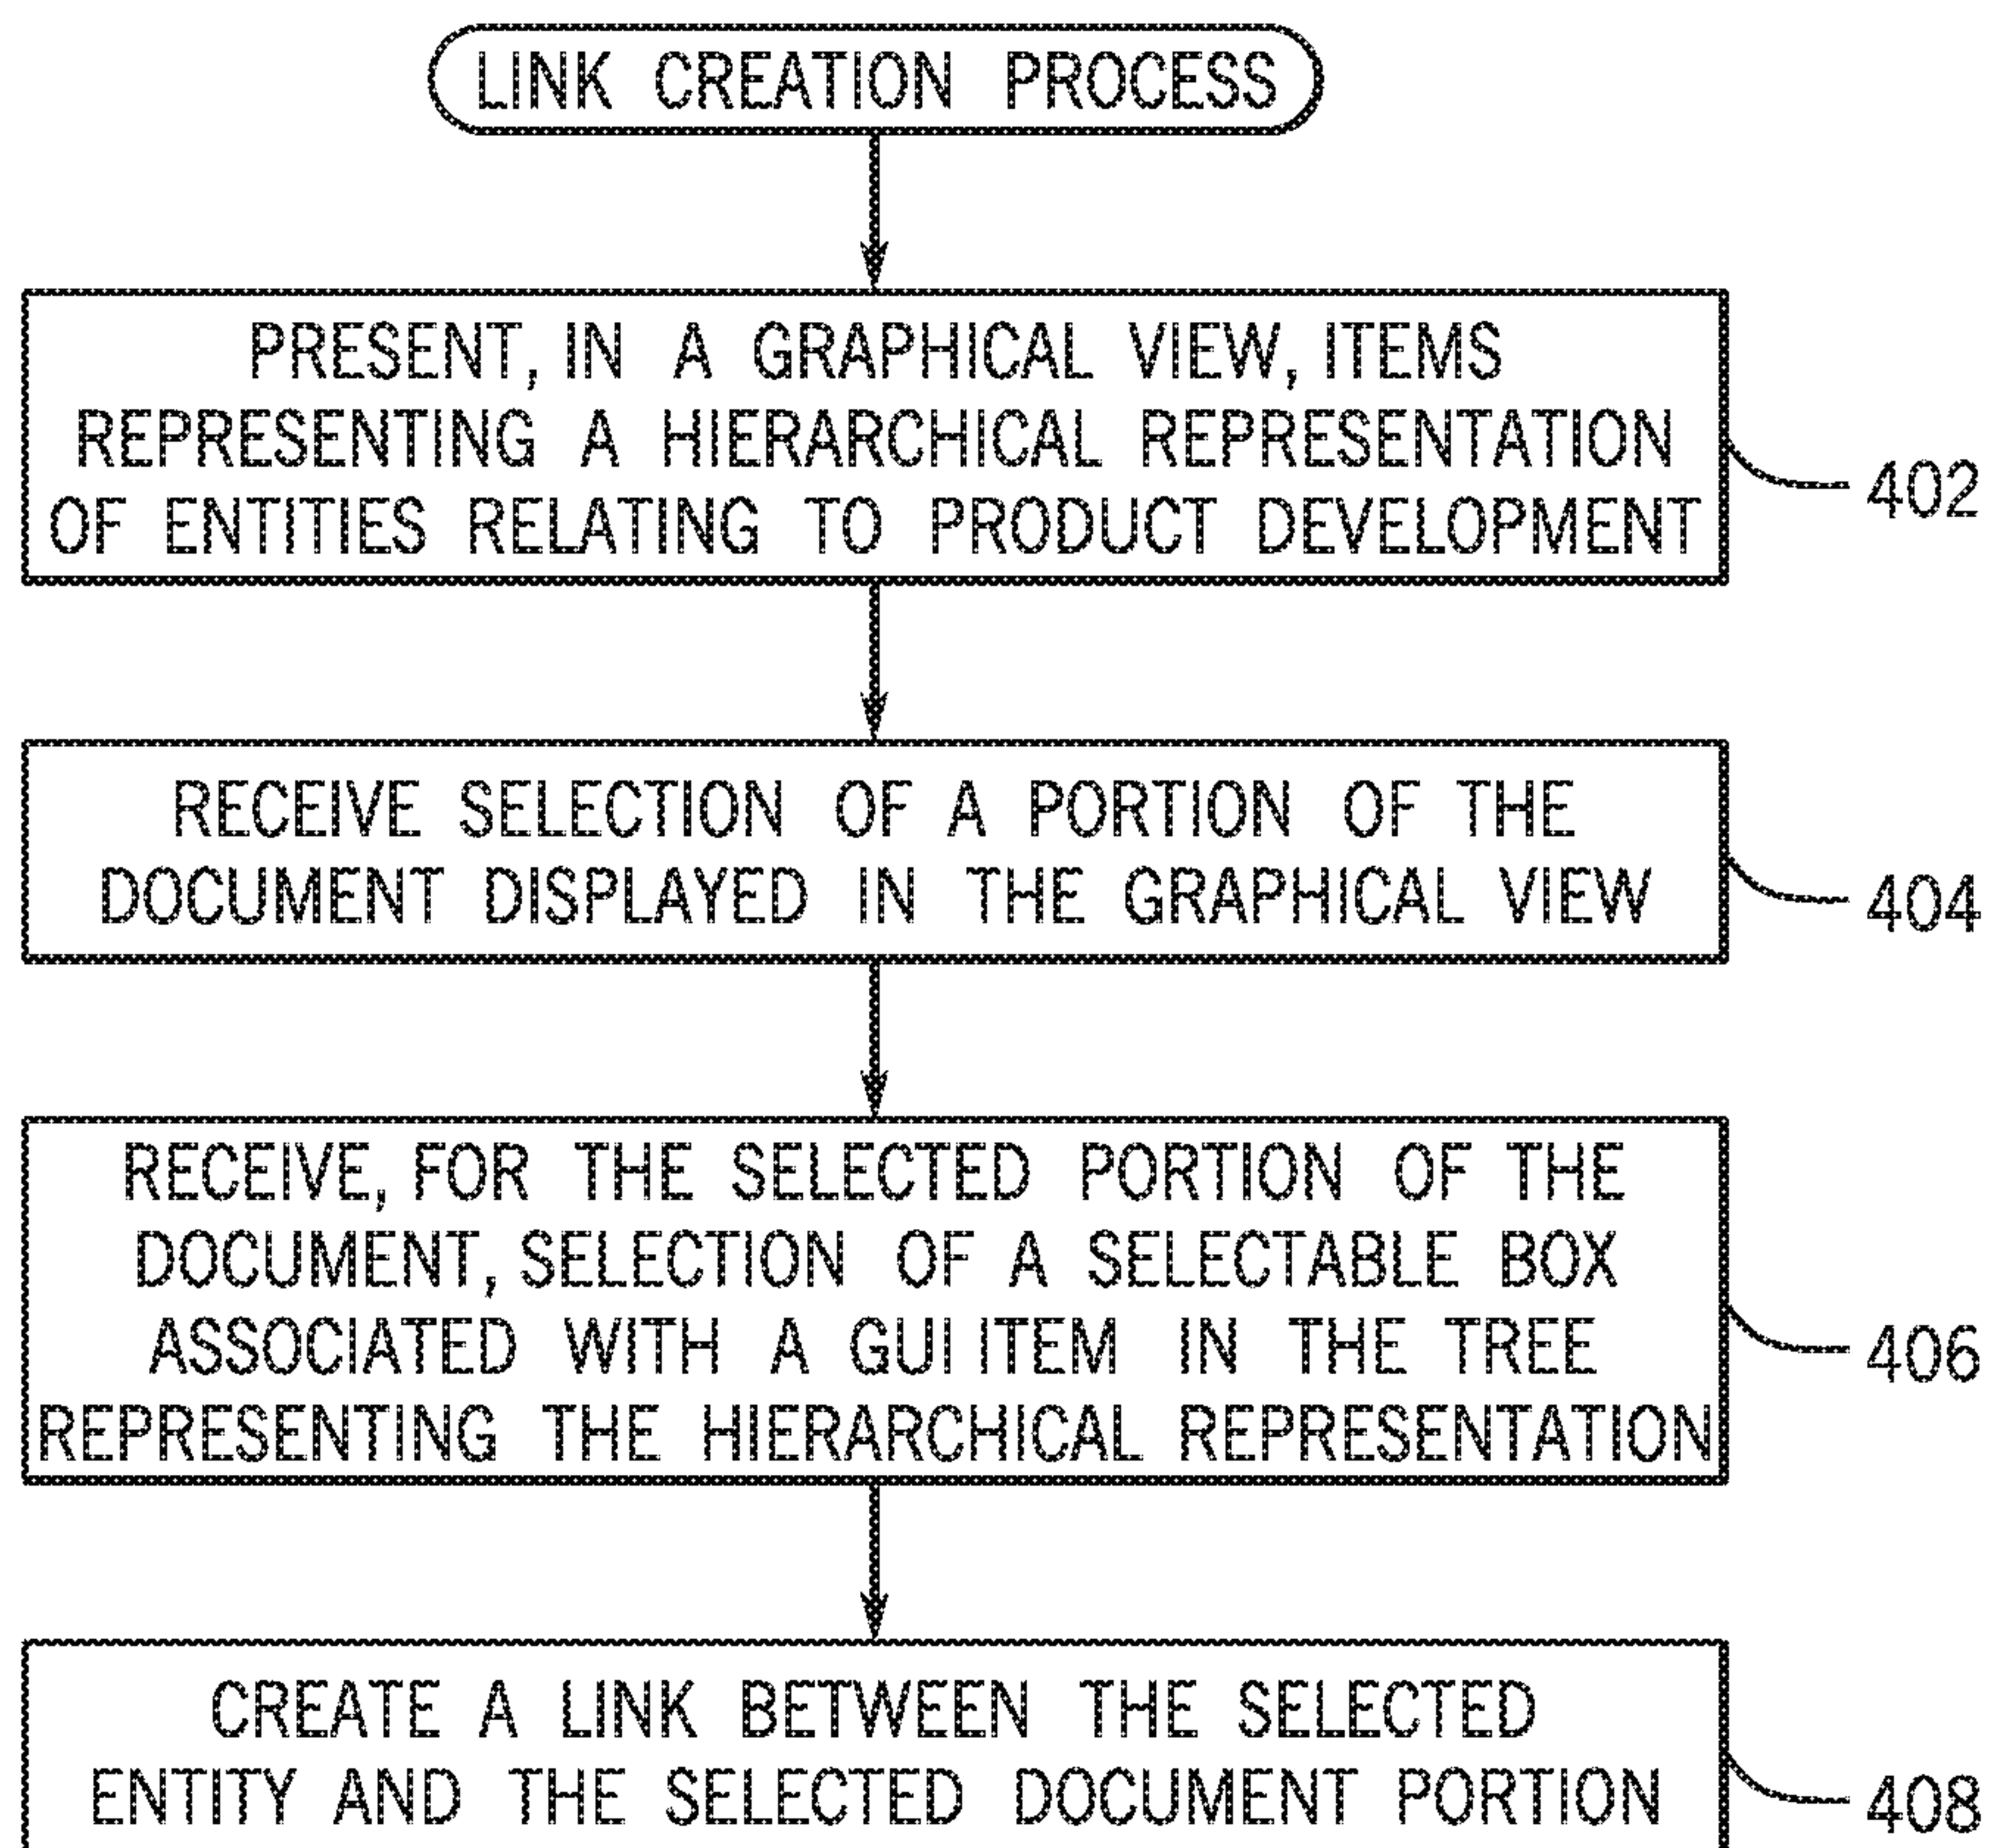 LINK CREATION PROCESS
PRESENT, IN A GRAPHICAL VIEW, ITEMS
REPRESENTING A HIERARCHICAL REPRESENTATION
OF ENTITIES RELATING TO PRODUCT DEVELOPMENT
402
RECEIVE SELECTION OF A PORTION OF THE
DOCUMENT DISPLAYED IN THE GRAPHICAL VIEW
404
RECEIVE, FOR THE SELECTED PORTION OF THE
DOCUMENT, SELECTION OF A SELECTABLE BOX
ASSOCIATED WITH A GUI ITEM IN THE TREE
REPRESENTING THE HIERARCHICAL REPRESENTATION
406
CREATE A LINK BETWEEN THE SELECTED
ENTITY AND THE SELECTED DOCUMENT PORTION
408